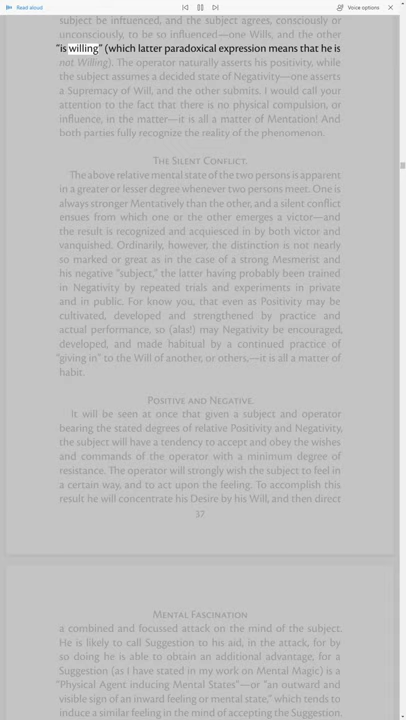 Read aloud
Voice options
subject be influenced, and the subject agrees, consciously or
unconsciously, to be so influenced—one Wills, and the other
"is willing" (which latter paradoxical expression means that he is
not Willing). The operator naturally asserts his positivity, while
the subject assumes a decided state of Negativity—one asserts
a Supremacy of Will, and the other submits. I would call your
attention to the fact that there is no physical compulsion, or
influence, in the matter—it is all a matter of Mentation! And
both parties fully recognize the reality of the phenomenon.
The Silent Conflict.
The above relative mental state of the two persons is apparent
in a greater or lesser degree whenever two persons meet. One is
always stronger Mentatively than the other, and a silent conflict
ensues from which one or the other emerges a victor—and
the result is recognized and acquiesced in by both victor and
vanquished. Ordinarily, however, the distinction is not nearly
so marked or great as in the case of a strong Mesmerist and
his negative "subject," the latter having probably been trained
in Negativity by repeated trials and experiments in private
and in public. For know you, that even as Positivity may be
cultivated, developed and strengthened by practice and
actual performance, so (alas!) may Negativity be encouraged,
developed, and made habitual by a continued practice of
"giving in" to the Will of another, or others,—it is all a matter of
habit.
Positive and Negative.
It will be seen at once that given a subject and operator
bearing the stated degrees of relative Positivity and Negativity,
the subject will have a tendency to accept and obey the wishes
and commands of the operator with a minimum degree of
resistance. The operator will strongly wish the subject to feel in
a certain way, and to act upon the feeling. To accomplish this
result he will concentrate his Desire by his Will, and then direct
37
Mental Fascination
a combined and focussed attack on the mind of the subject.
He is likely to call Suggestion to his aid, in the attack, for by
so doing he is able to obtain an additional advantage, for a
Suggestion (as I have stated in my work on Mental Magic) is a
"Physical Agent inducing Mental States"—or "an outward and
visible sign of an inward feeling or mental state," which tends to
induce a similar feeling in the mind of accepting the Suggestion.